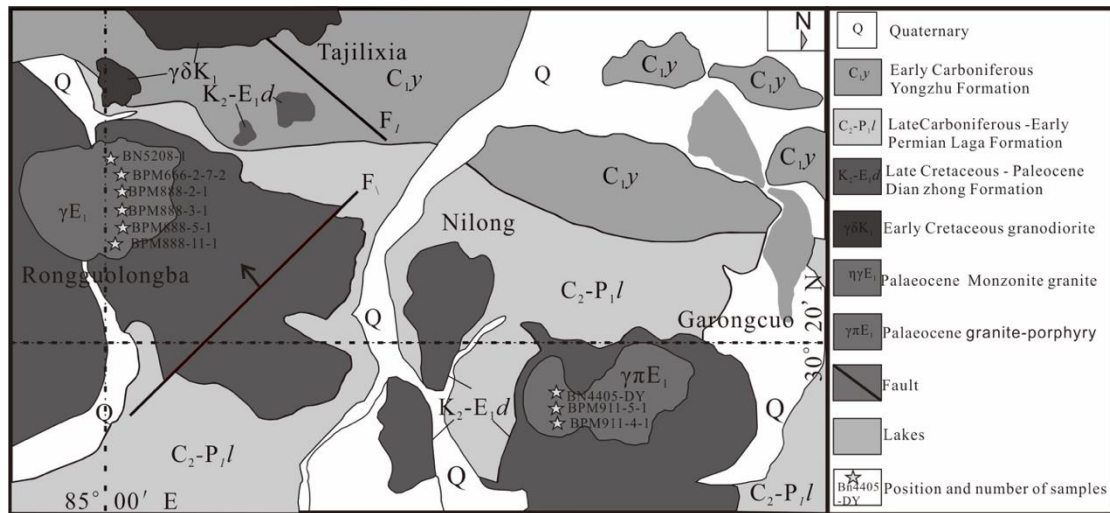 N
Tajilixia
Q
Q
γδK₁
C₁y
C₁y
C₁y
K₂-E₁d
F₁
BN5208-1
BPM666-2-7-2
BPM888-2-1
BPM888-3-1
BPM888-5-1
BPM888-11-1
γE₁
F\
C₁y
C₁y
Nilong
Rongguolongba
C₂-P₁l
Garongcuo
30° 20′ N
Q
γπE₁
BN4405-DY
BPM911-5-1
BPM911-4-1
K₂-E₁d
Q
Q
C₂-P₁l
Q
C₂-P₁l
85° 00′ E
Q Quaternary
C₁y Early Carboniferous
Yongzhu Formation
C₂-P₁l LateCarboniferous -Early
Permian Laga Formation
K₂-E₁d Late Cretaceous - Paleocene
Dian zhong Formation
γδK₁ Early Cretaceous granodiorite
ηγE₁ Palaeocene Monzonite granite
γπE₁ Palaeocene granite-porphyry
Fault
Lakes
Bn4405
-DY Position and number of samples